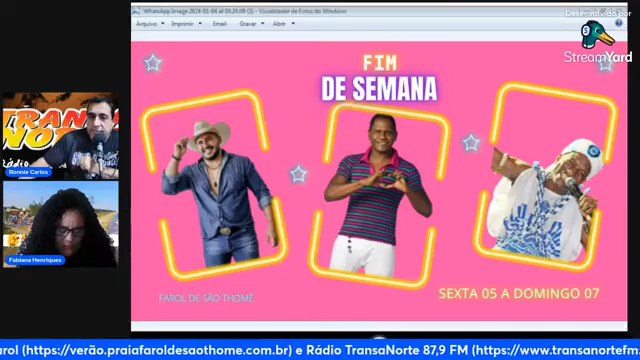 WhatsApp Image 2024-01-04 at 09.29.09 (3) - Visualizador de Fotos do Windows
Desenvolvido por
Arquivo Imprimir Email Gravar Abrir
StreamYard
FIM
DE SEMANA
Ronnie Carlos
Fabiana Henriques
FAROL DE SÃO THOMÉ
SEXTA 05 A DOMINGO 07
arol (https://verão.praiafaroldesaothome.com.br) e Rádio TransaNorte 87,9 FM (https://www.transanortefm